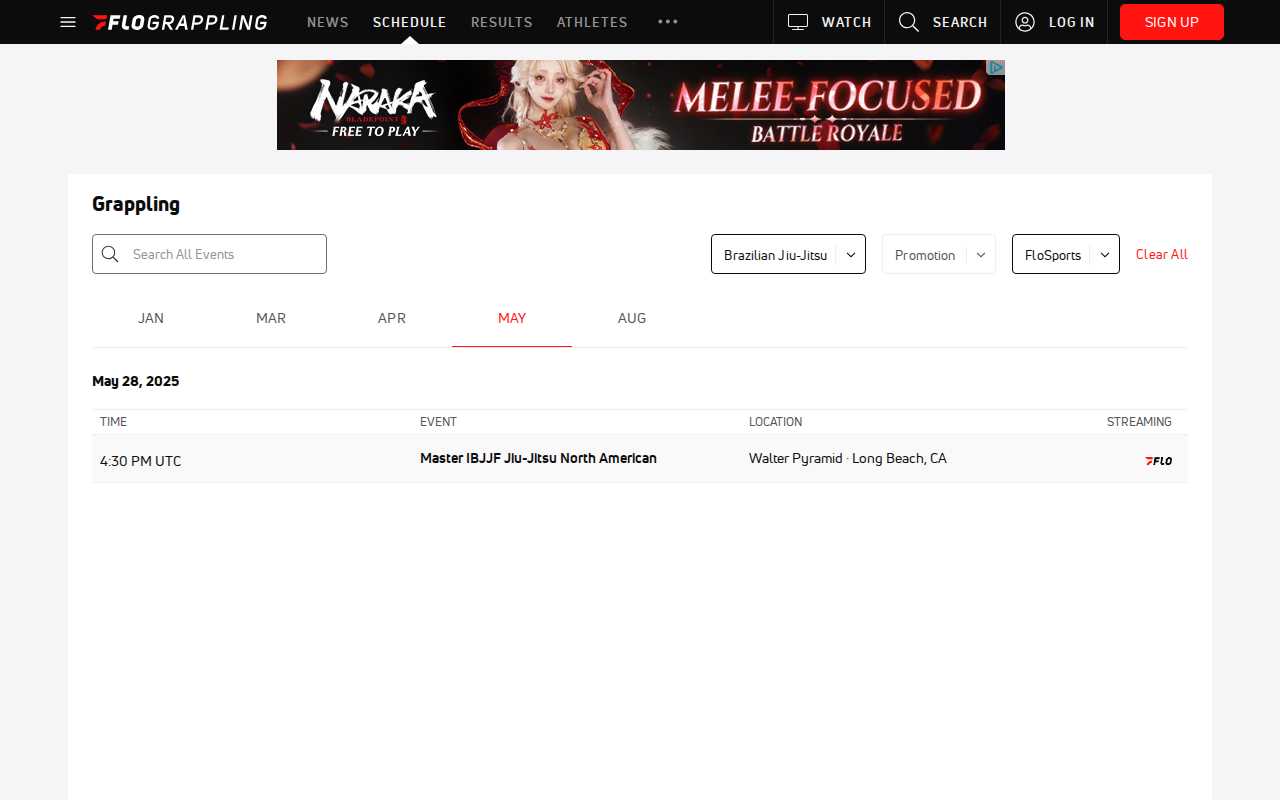 FLOGRAPPLING
NEWS
SCHEDULE
RESULTS
ATHLETES
WATCH
SEARCH
LOG IN
SIGN UP
NARAKA
BLADEPOINT
FREE TO PLAY
MELEE-FOCUSED
BATTLE ROYALE
Grappling
Search All Events
Brazilian Jiu-Jitsu
Promotion
FloSports
Clear All
JAN
MAR
APR
MAY
AUG
May 28, 2025
TIME
EVENT
LOCATION
STREAMING
4:30 PM UTC
Master IBJJF Jiu-Jitsu North American
Walter Pyramid · Long Beach, CA
FLO